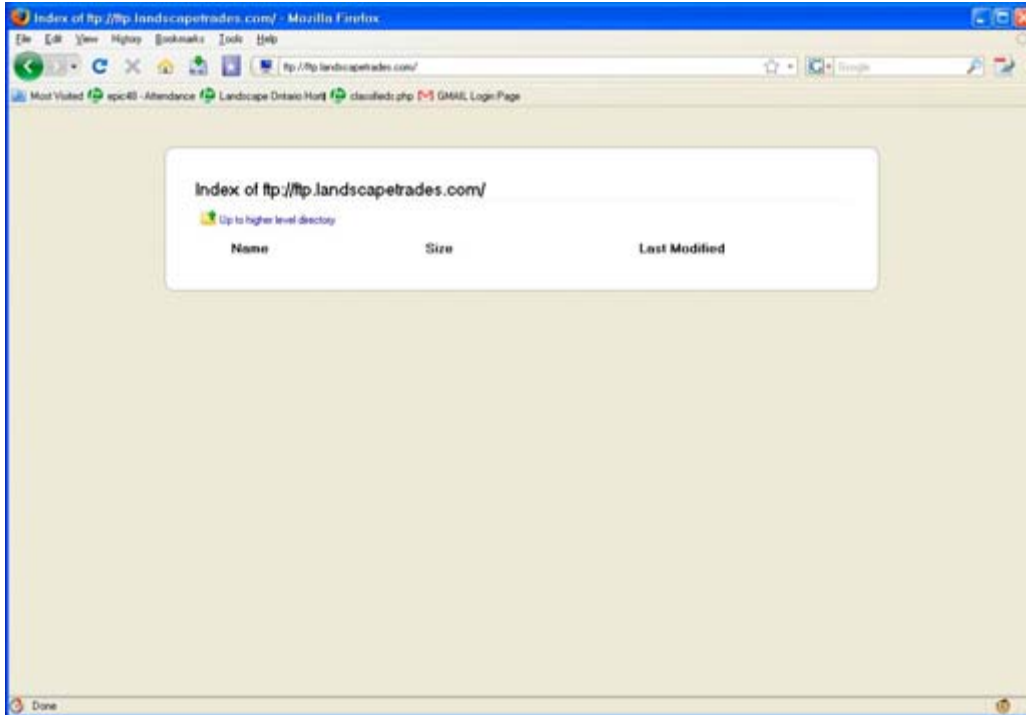 Index of ftp://ftp.landscapetrades.com/ - Mozilla Firefox
File Edit View History Bookmarks Tools Help
ftp://ftp.landscapetrades.com/ Google
Most Visited epic48 - Attendance Landscape Ontario Hort classifieds.php GMAIL Login Page
Index of ftp://ftp.landscapetrades.com/
Up to higher level directory
Name Size Last Modified
Done